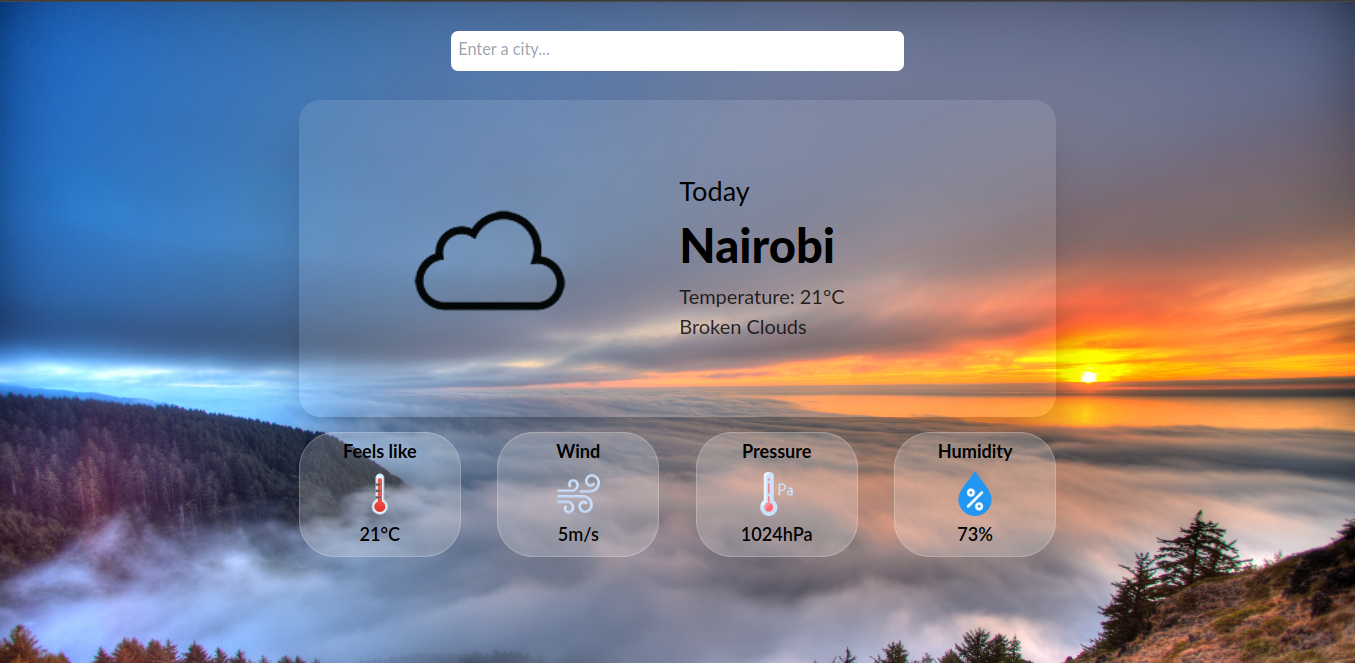 Enter a city...
Today
Nairobi
Temperature: 21°C
Broken Clouds
Feels like
Wind
Pressure
Humidity
Pa
%
21°C
5m/s
1024hPa
73%